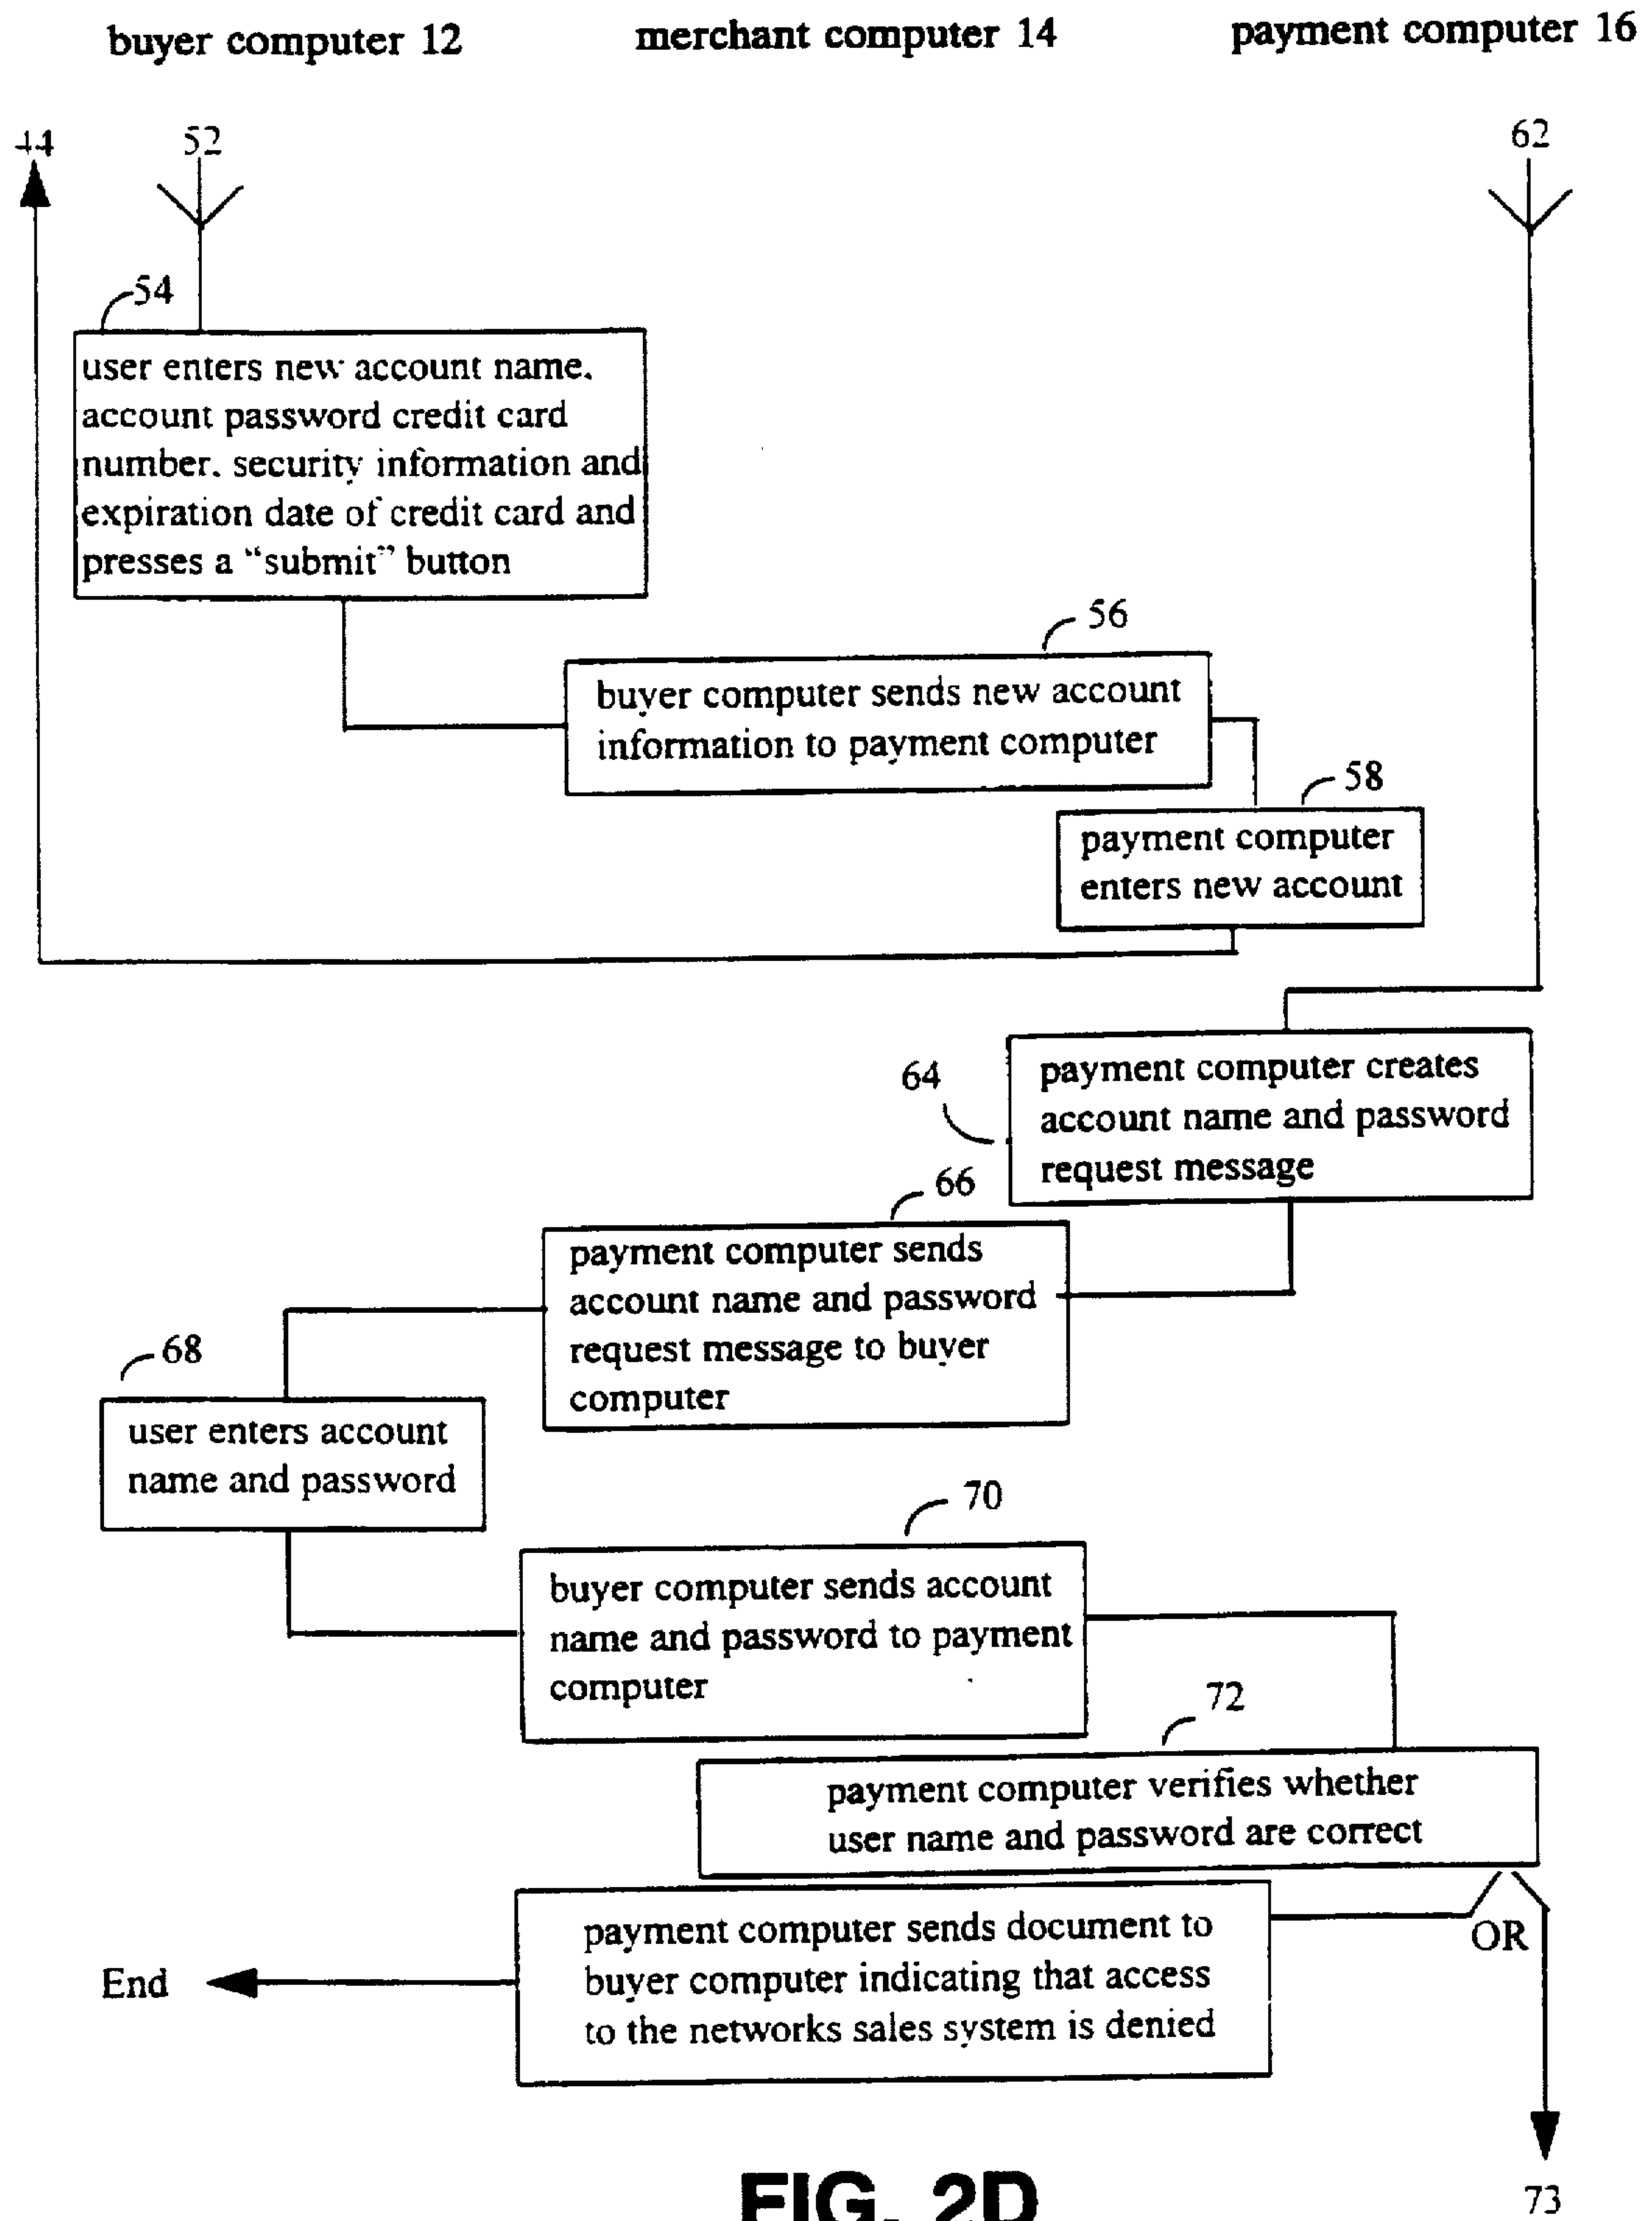 buyer computer 12
merchant computer 14
payment computer 16
44
52
62
54
user enters new account name.
account password credit card
number. security information and
expiration date of credit card and
presses a “submit” button
56
buyer computer sends new account
information to payment computer
58
payment computer
enters new account
64
payment computer creates
account name and password
request message
66
payment computer sends
account name and password
request message to buyer
computer
68
user enters account
name and password
70
buyer computer sends account
name and password to payment
computer
72
payment computer verifies whether
user name and password are correct
OR
payment computer sends document to
buyer computer indicating that access
to the networks sales system is denied
End
73
FIG. 2D